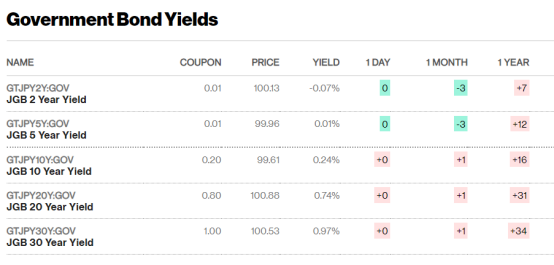 Government Bond Yields
NAME COUPON PRICE YIELD 1 DAY 1 MONTH 1 YEAR
GTJPY2Y:GOV 0.01 100.13 -0.07% 0 -3 +7
JGB 2 Year Yield
GTJPY5Y:GOV 0.01 99.96 0.01% 0 -3 +12
JGB 5 Year Yield
GTJPY10Y:GOV 0.20 99.61 0.24% +0 +1 +16
JGB 10 Year Yield
GTJPY20Y:GOV 0.80 100.88 0.74% +0 +1 +31
JGB 20 Year Yield
GTJPY30Y:GOV 1.00 100.53 0.97% +0 +1 +34
JGB 30 Year Yield